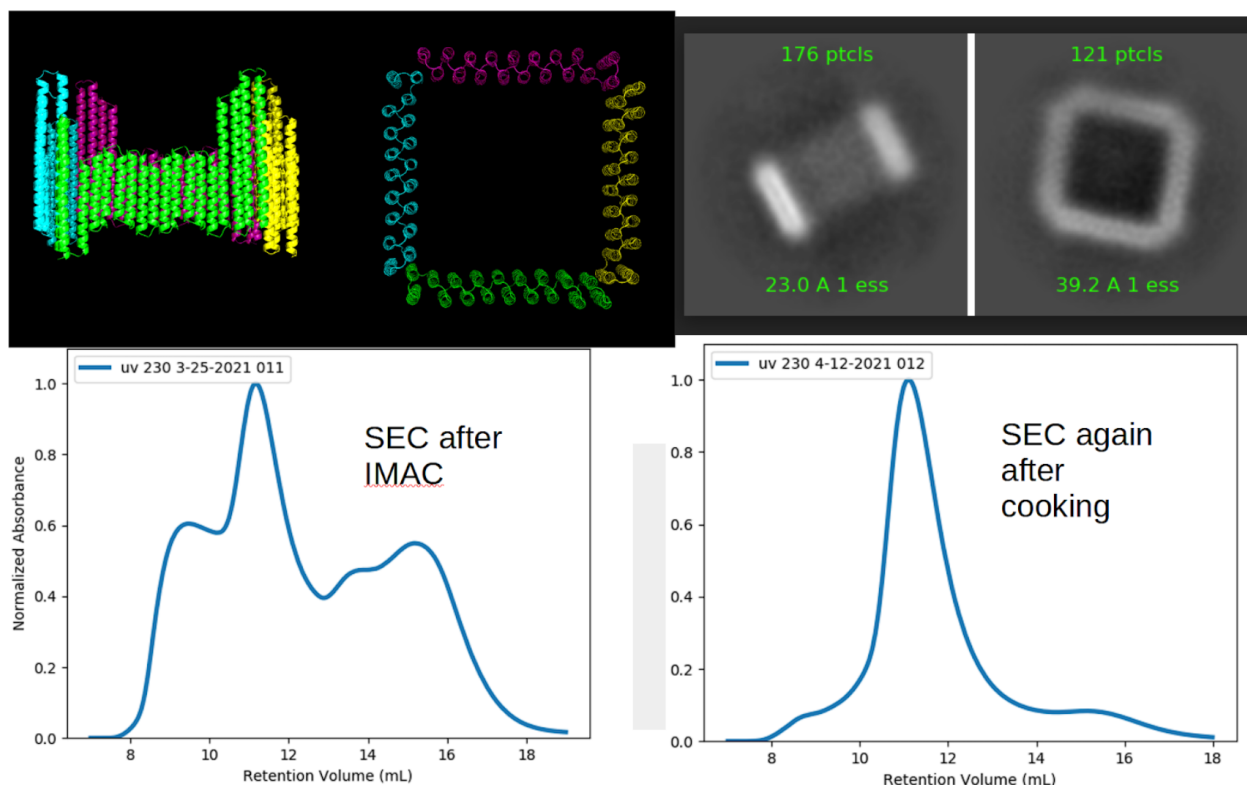 176 ptcls
121 ptcls
23.0 A 1 ess
39.2 A 1 ess
uv 230 3-25-2021 011
SEC after
IMAC
Normalized Absorbance
1.0
0.8
0.6
0.4
0.2
0.0
8
10
12
14
16
18
Retention Volume (mL)
uv 230 4-12-2021 012
SEC again
after
cooking
1.0
0.8
0.6
0.4
0.2
0.0
8
10
12
14
16
18
Retention Volume (mL)